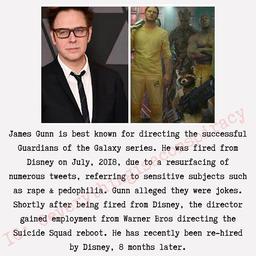 James Gunn is best known for directing the successful
Guardians of the Galaxy series. He was fired from
Disney on July, 2018, due to a resurfacing of
numerous tweets, referring to sensitive subjects such
as rape & pedophilia. Gunn alleged they were jokes.
Shortly after being fired from Disney, the director
gained employment from Warner Bros directing the
Suicide Squad reboot. He has recently been re-hired
by Disney, 8 months later.